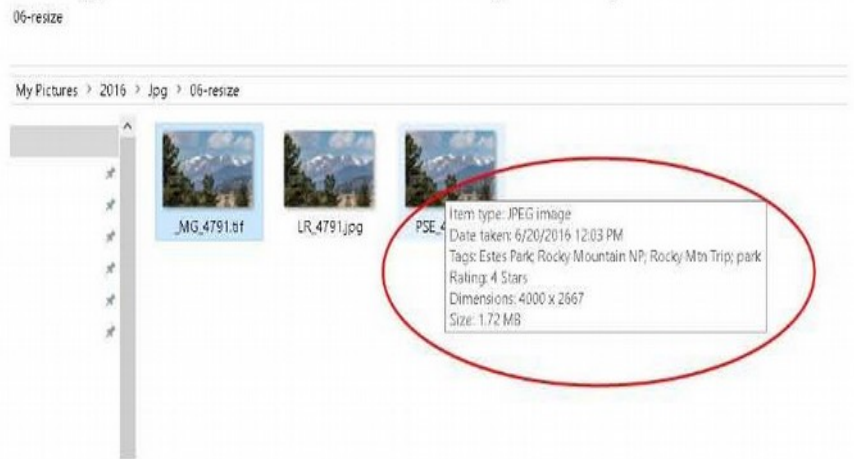 06-resize
My Pictures > 2016 > Jpg > 06-resize
_MG_4791.tif
LR_4791.jpg
PSE_4
Item type: JPEG image
Date taken: 6/20/2016 12:03 PM
Tags: Estes Park; Rocky Mountain NP; Rocky Mtn Trip; park
Rating: 4 Stars
Dimensions: 4000 x 2667
Size: 1.72 MB